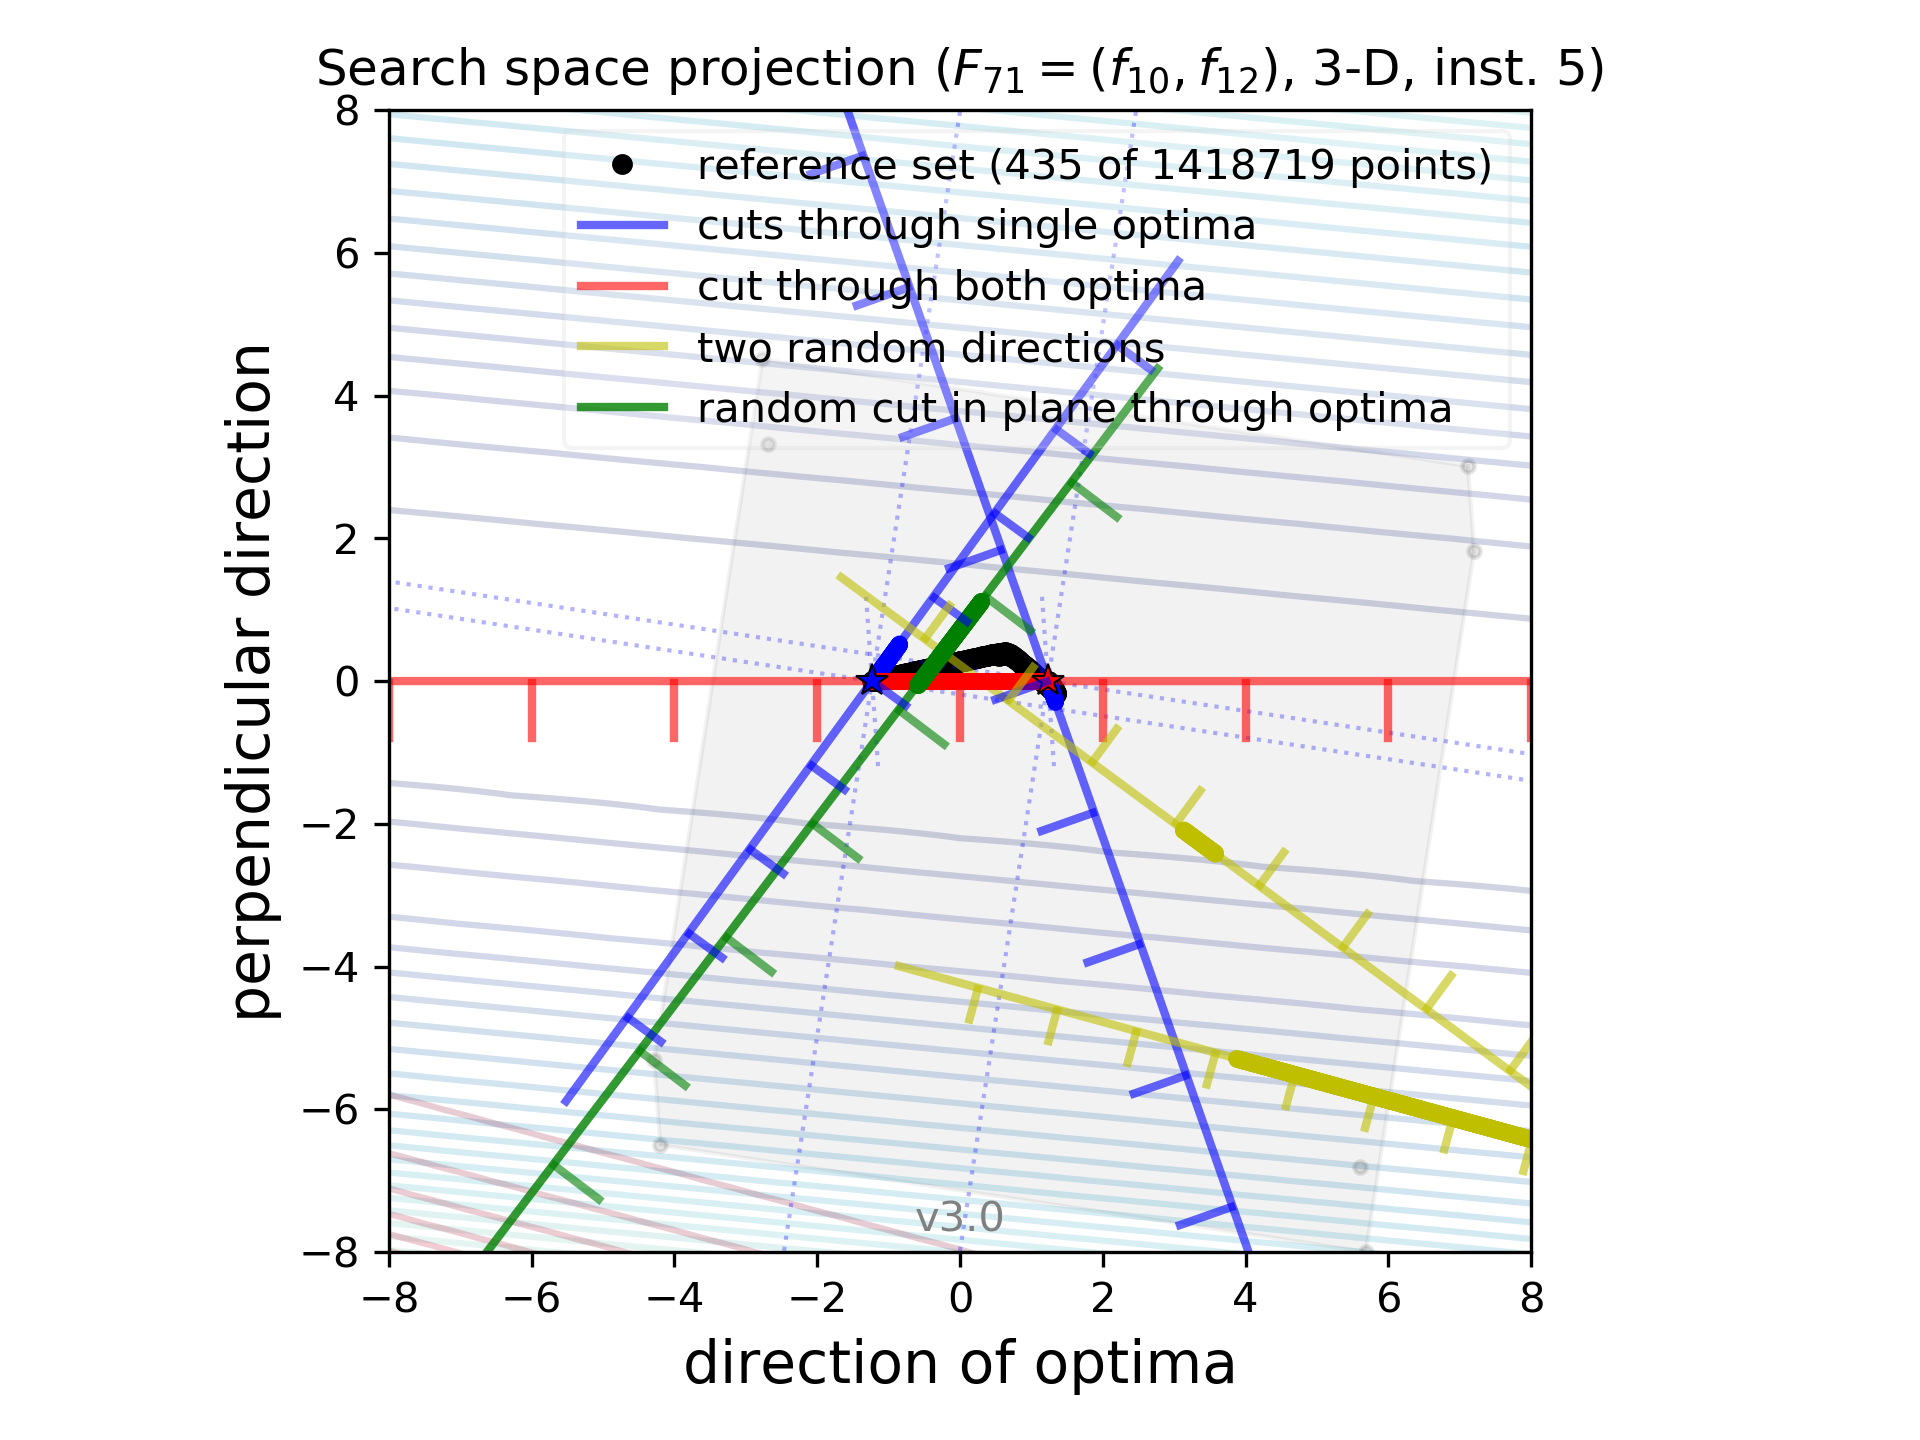 Search space projection (F₇₁ = (f₁₀, f₁₂), 3-D, inst. 5)
reference set (435 of 1418719 points)
cuts through single optima
cut through both optima
two random directions
random cut in plane through optima
perpendicular direction
8
6
4
2
0
−2
−4
−6
−8
v3.0
−8 −6 −4 −2 0 2 4 6 8
direction of optima